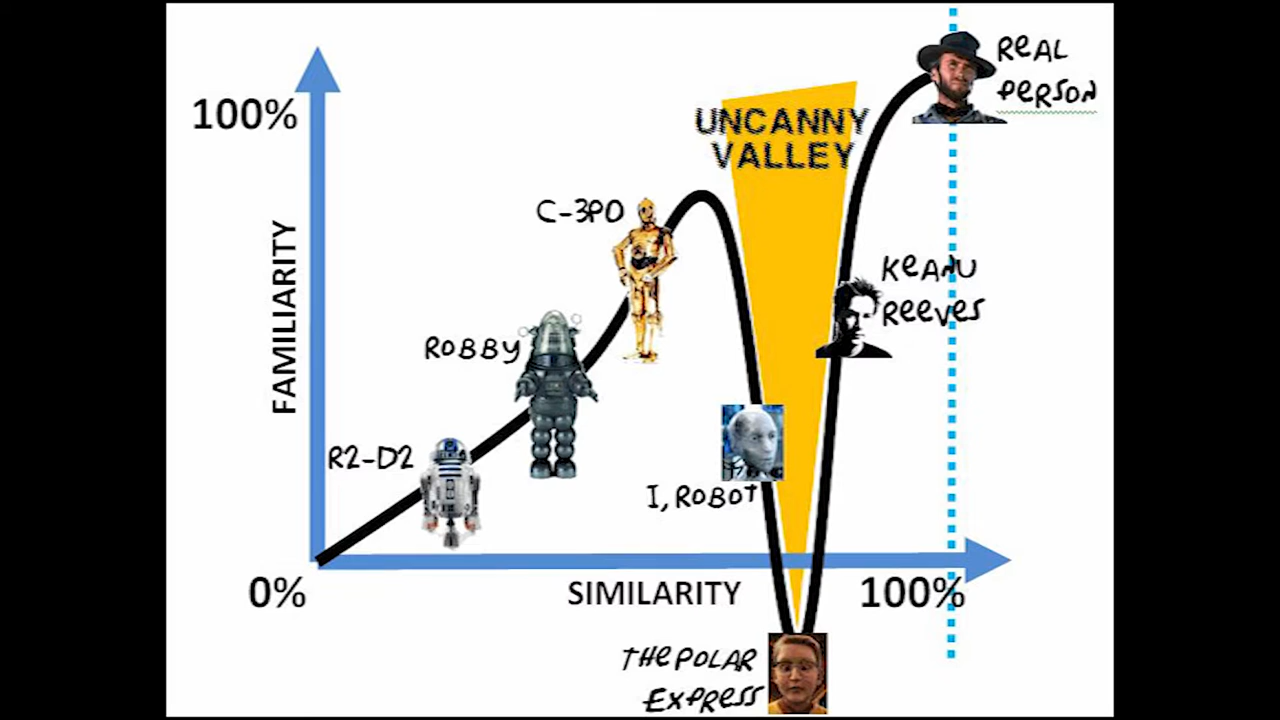 REAL
PERSON
100%
UNCANNY
VALLEY
C-3PO
FAMILIARITY
KEANU
REEVES
ROBBY
R2-D2
I, ROBOT
0%
SIMILARITY
100%
THE POLAR
EXPRESS